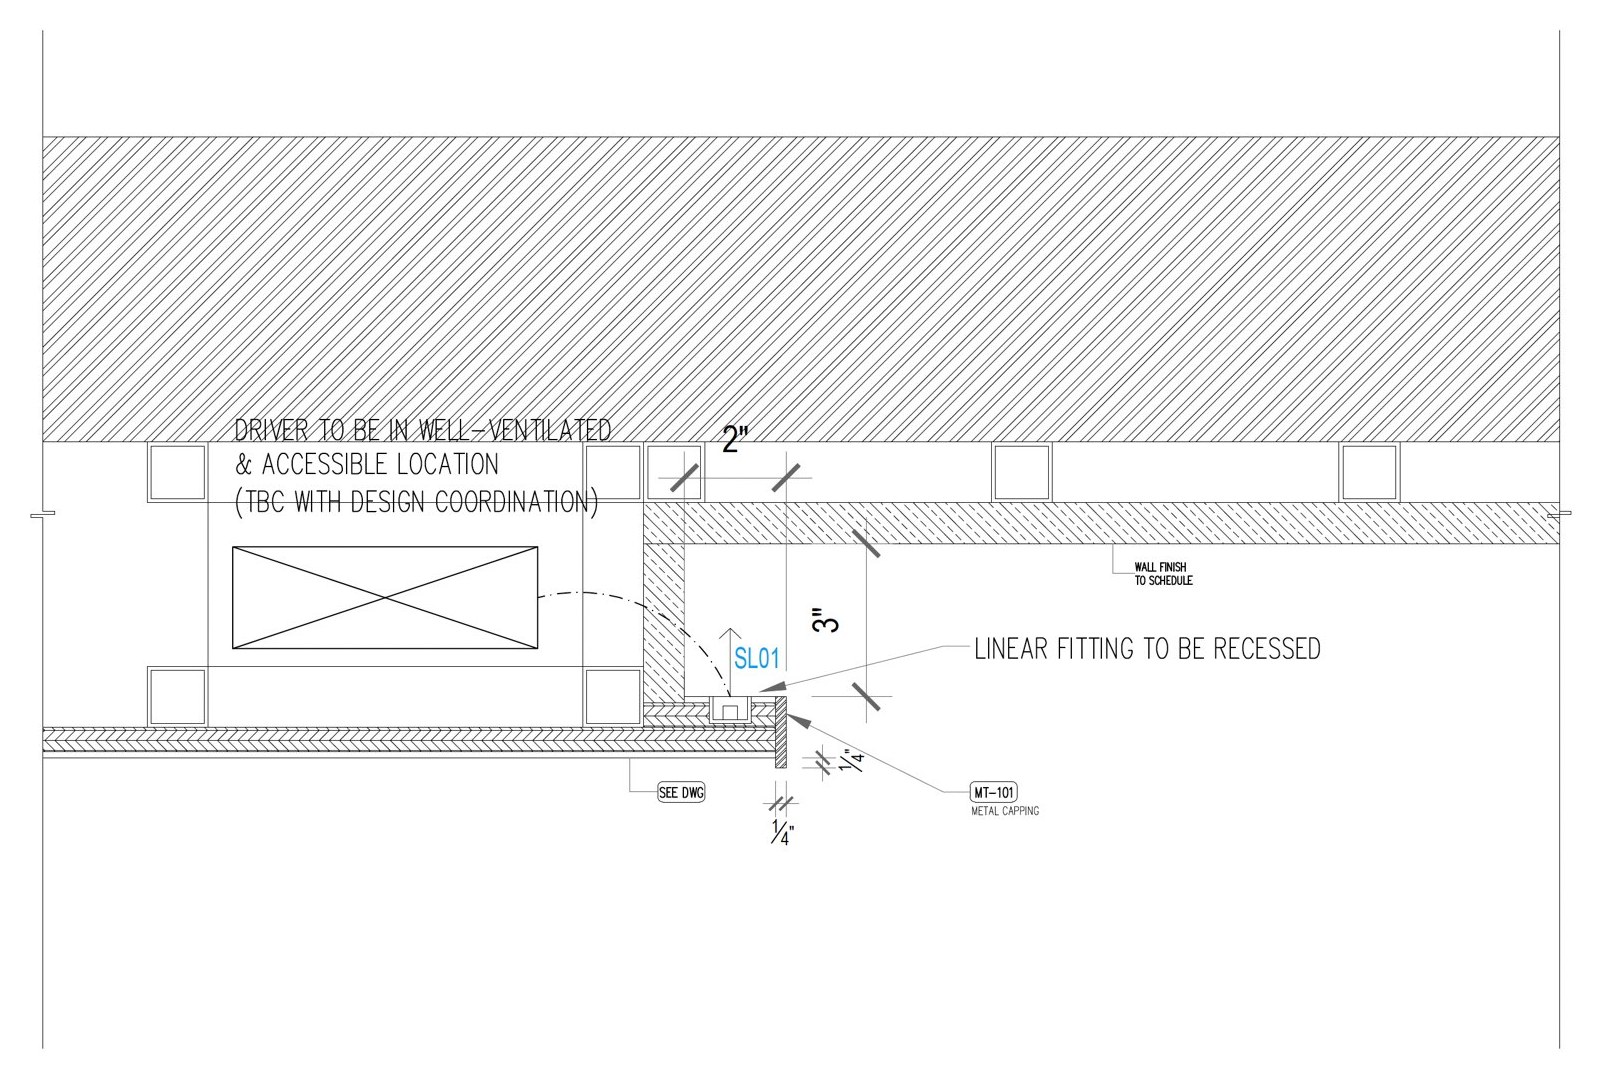 DRIVER TO BE IN WELL-VENTILATED
& ACCESSIBLE LOCATION
(TBC WITH DESIGN COORDINATION)
2"
WALL FINISH
TO SCHEDULE
3"
LINEAR FITTING TO BE RECESSED
SL01
1/4"
SEE DWG
MT-101
METAL CAPPING
1/4"